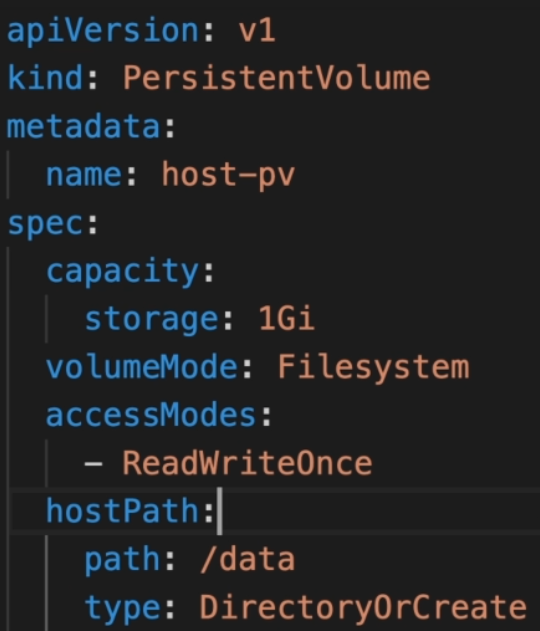 apiVersion: v1
kind: PersistentVolume
metadata:
  name: host-pv
spec:
  capacity:
    storage: 1Gi
  volumeMode: Filesystem
  accessModes:
    - ReadWriteOnce
  hostPath:
    path: /data
    type: DirectoryOrCreate